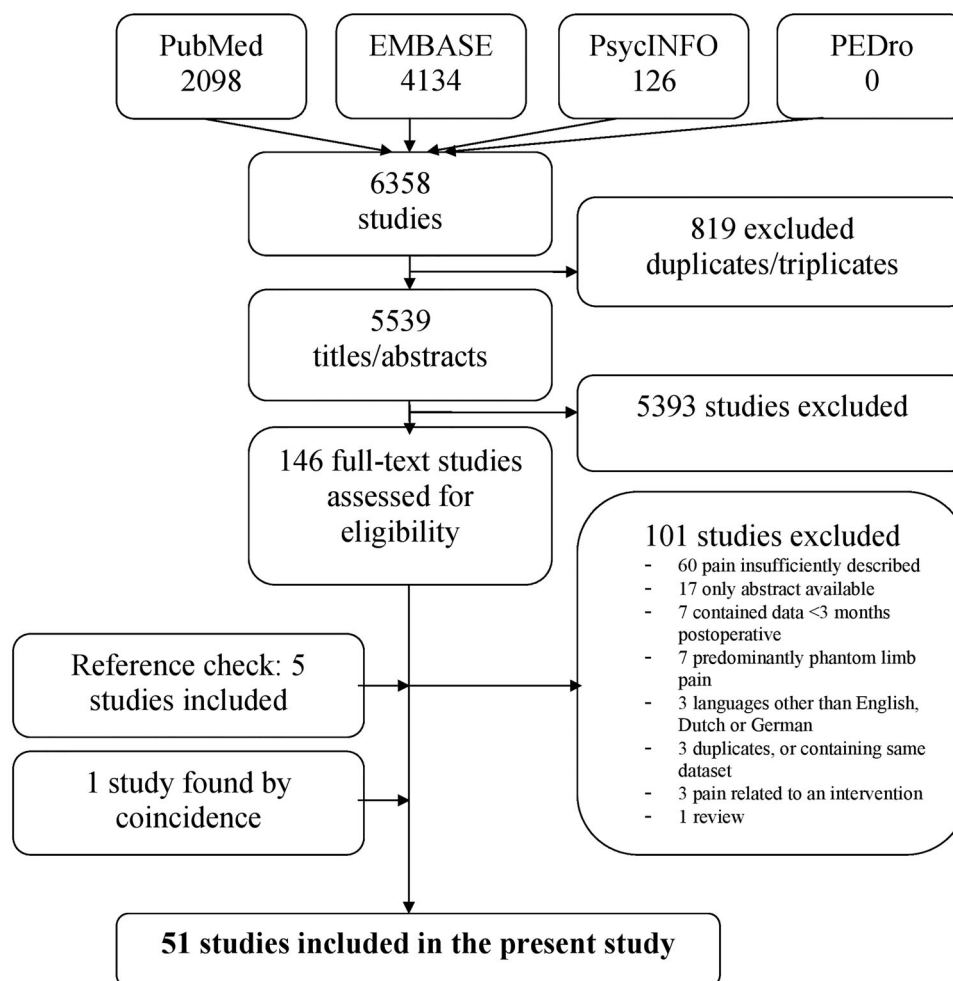 PubMed
2098
EMBASE
4134
PsycINFO
126
PEDro
0
6358
studies
819 excluded
duplicates/triplicates
5539
titles/abstracts
5393 studies excluded
146 full-text studies
assessed for
eligibility
101 studies excluded
- 60 pain insufficiently described
- 17 only abstract available
- 7 contained data <3 months
postoperative
- 7 predominantly phantom limb
pain
- 3 languages other than English,
Dutch or German
- 3 duplicates, or containing same
dataset
- 3 pain related to an intervention
- 1 review
Reference check: 5
studies included
1 study found by
coincidence
51 studies included in the present study